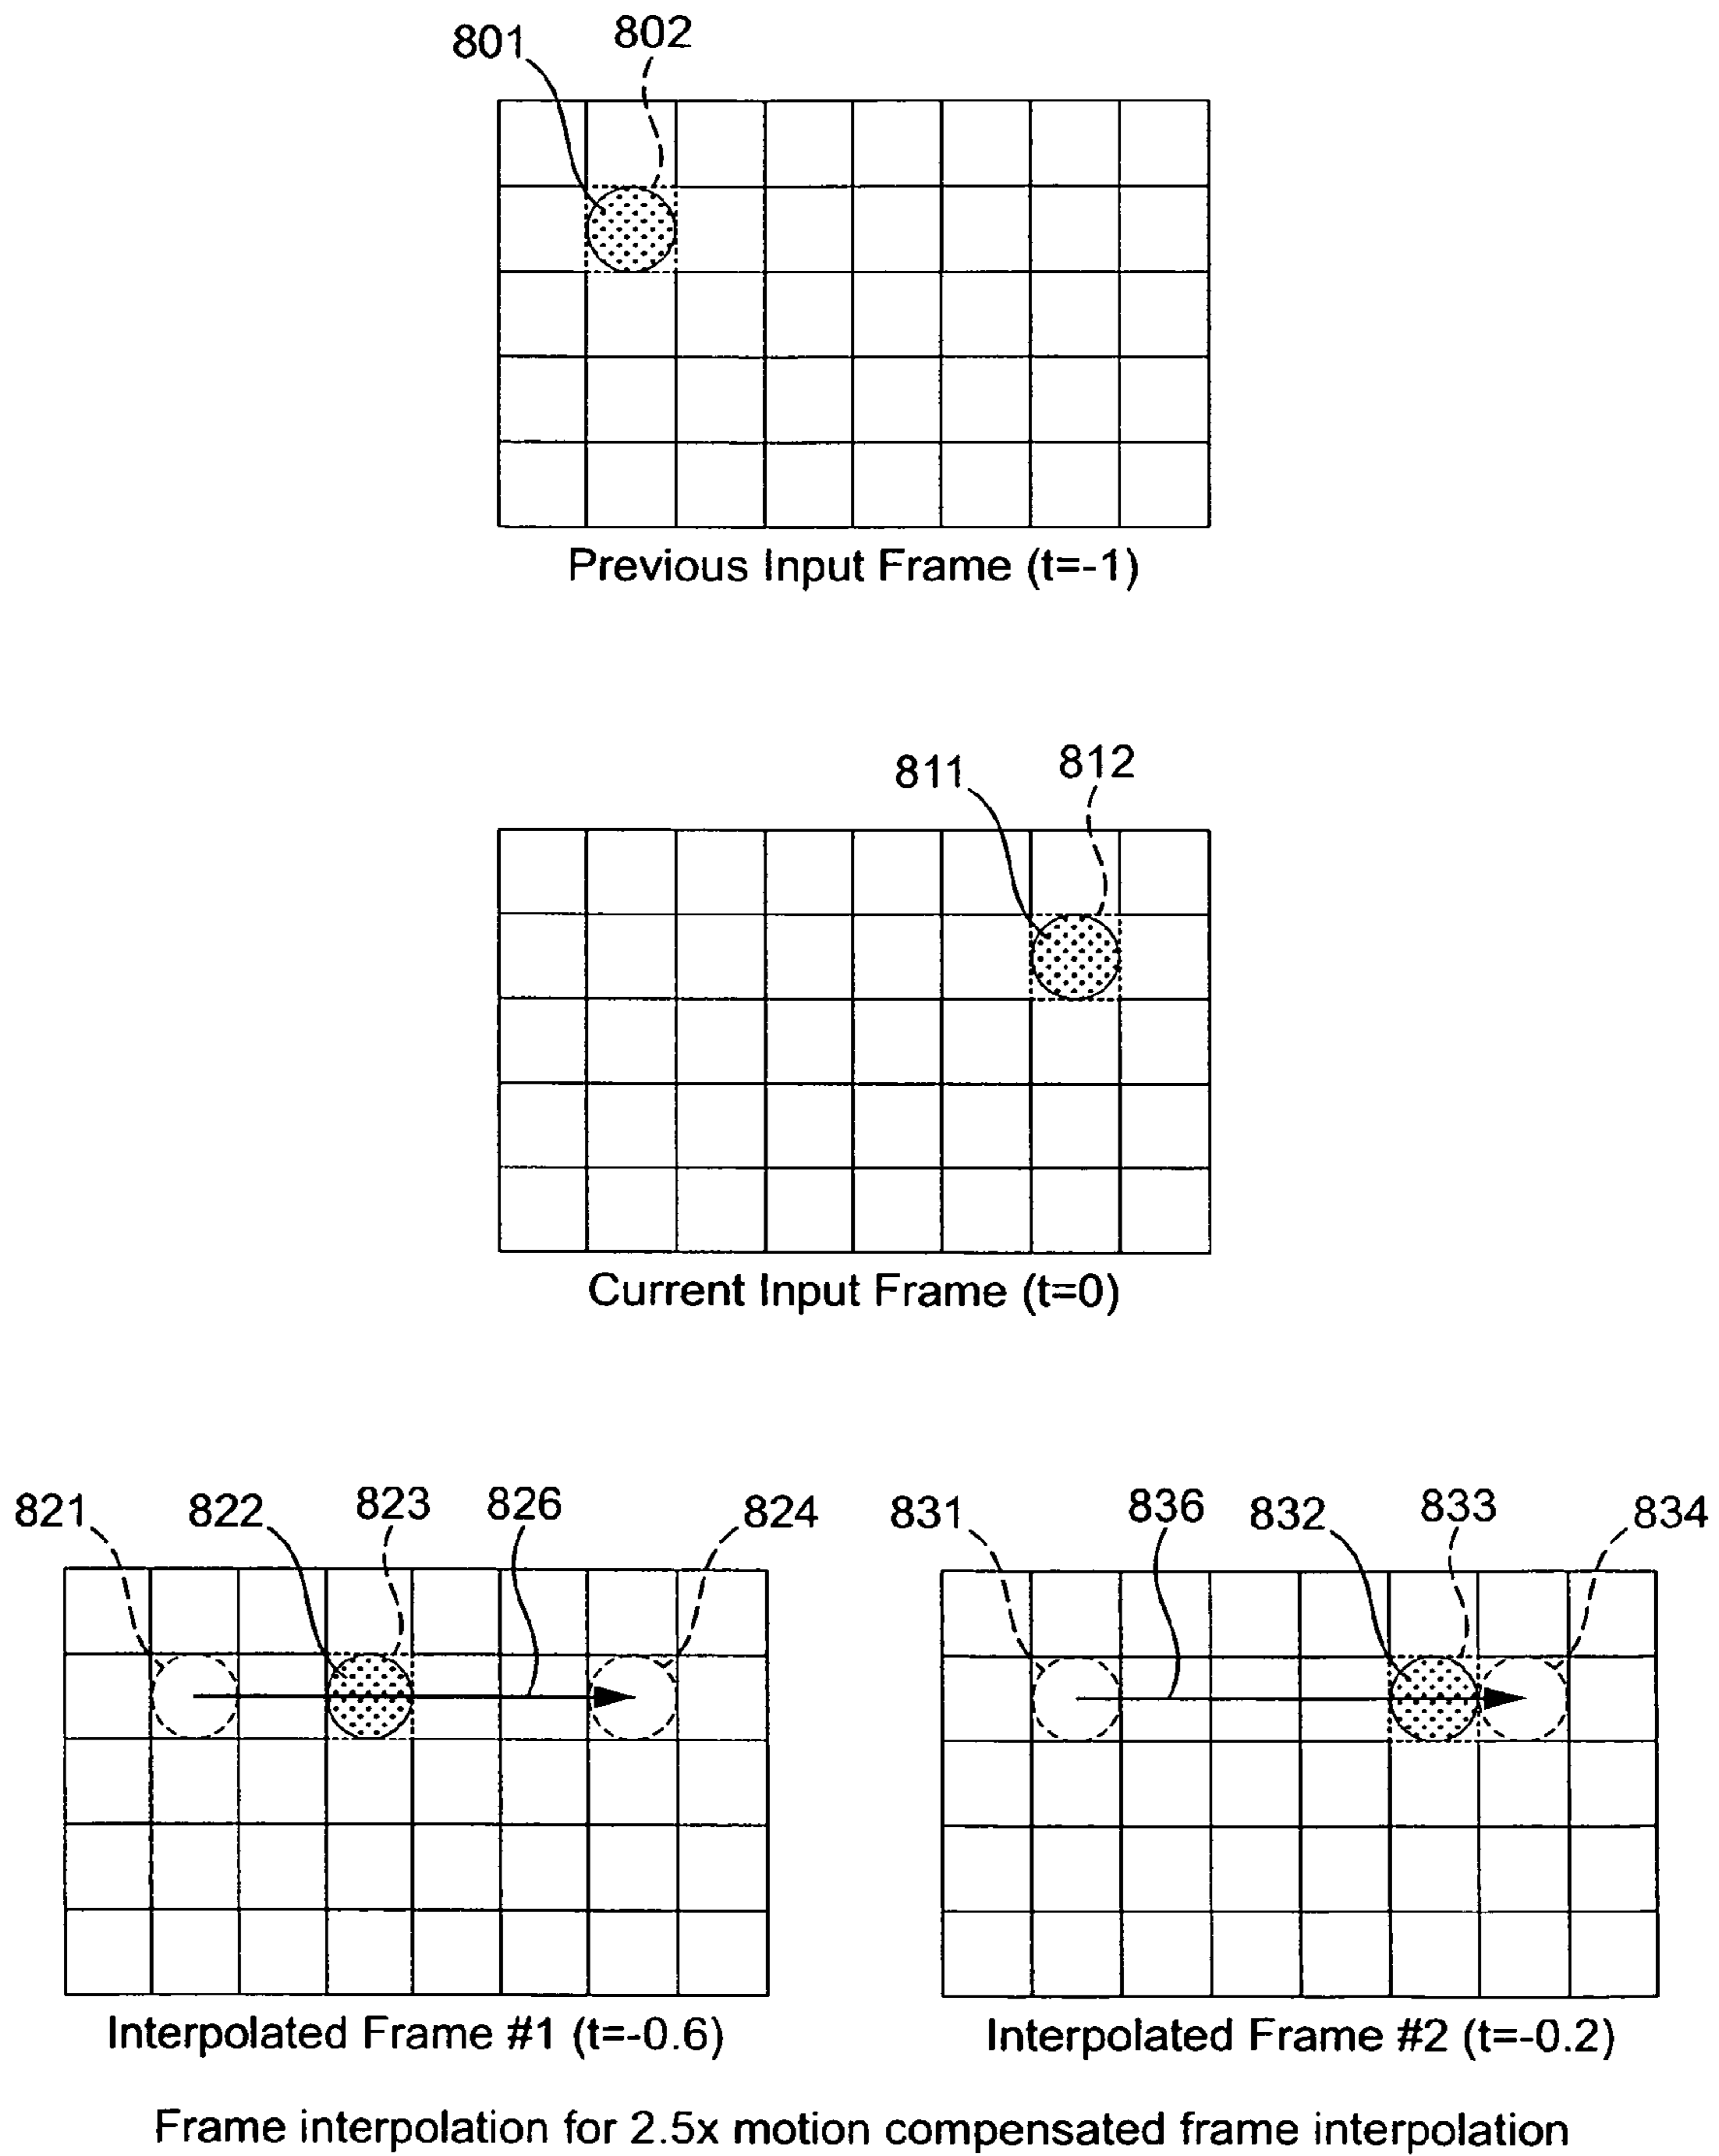 801
802
Previous Input Frame (t=-1)
811
812
Current Input Frame (t=0)
821
822
823
826
824
831
836
832
833
834
Interpolated Frame #1 (t=-0.6)
Interpolated Frame #2 (t=-0.2)
Frame interpolation for 2.5x motion compensated frame interpolation